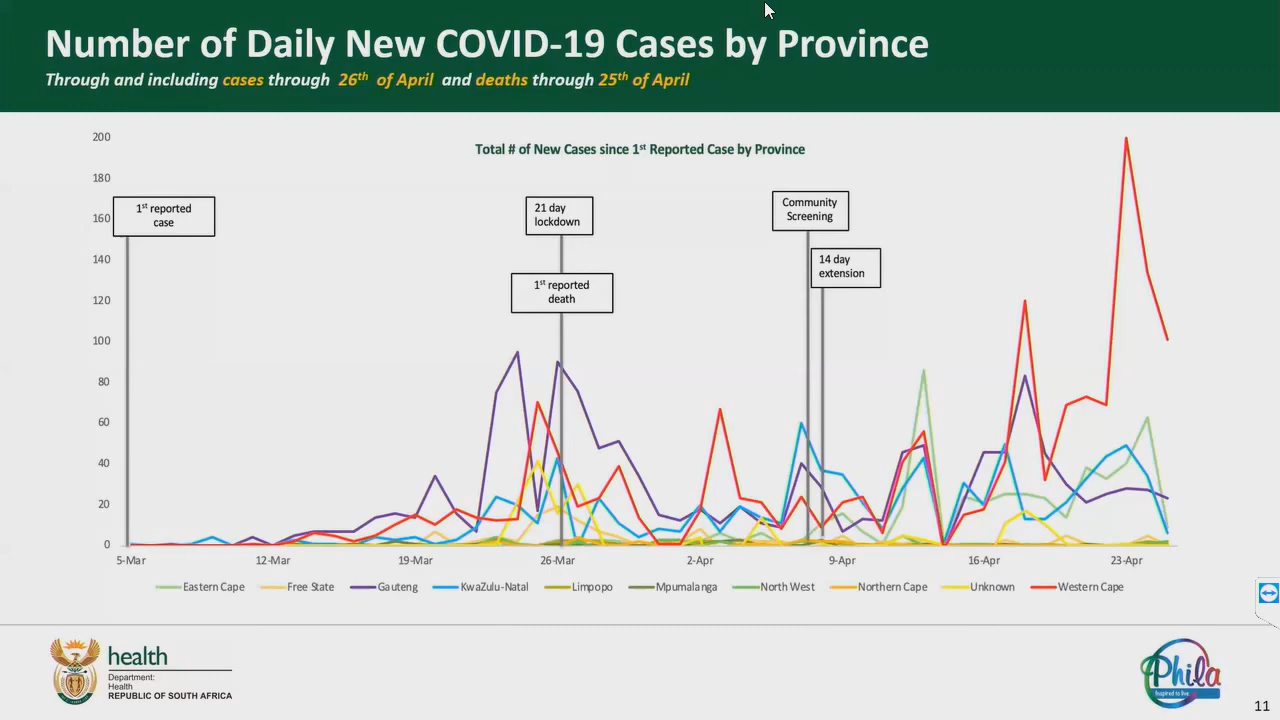 Number of Daily New COVID-19 Cases by Province
Through and including cases through 26th of April and deaths through 25th of April
Total # of New Cases since 1st Reported Case by Province
200
180
160
140
120
100
80
60
40
20
0
1st reported
case
21 day
lockdown
1st reported
death
Community
Screening
14 day
extension
5-Mar 12-Mar 19-Mar 26-Mar 2-Apr 9-Apr 16-Apr 23-Apr
Eastern Cape Free State Gauteng KwaZulu-Natal Limpopo Mpumalanga North West Northern Cape Unknown Western Cape
health
Department:
Health
REPUBLIC OF SOUTH AFRICA
Phila
Inspired to live
11